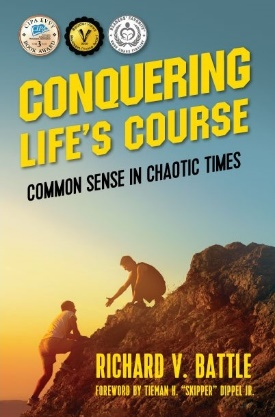 CONQUERING
LIFE'S COURSE
COMMON SENSE IN CHAOTIC TIMES
RICHARD V. BATTLE
FOREWORD BY TIEMAN H. "SKIPPER" DIPPEL JR.